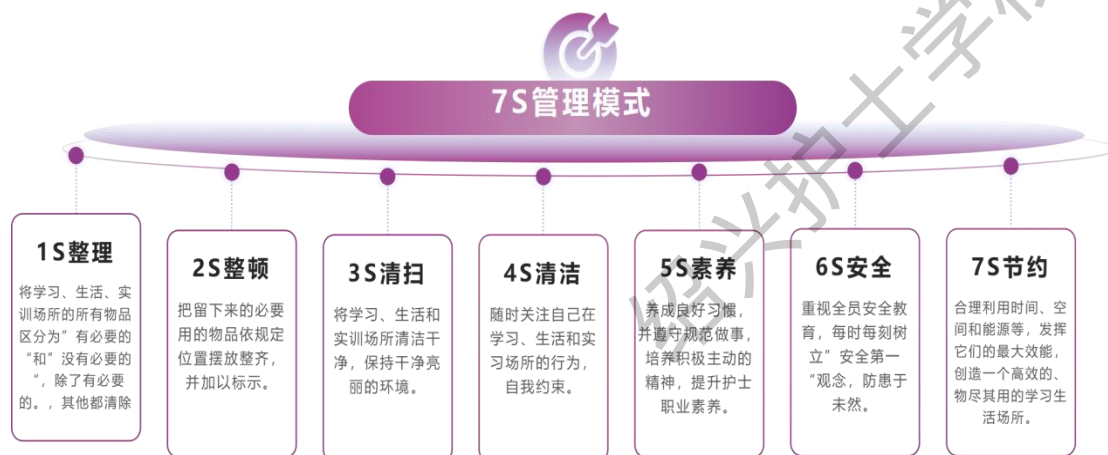 7S管理模式
1S整理
将学习、生活、实
训场所的所有物品
区分为”有必要的
“和”没有必要的
“，除了有必要
的。，其他都清除
2S整顿
把留下来的必要
用的物品依规定
位置摆放整齐，
并加以标示。
3S清扫
将学习、生活和
实训场所清洁干
净，保持干净亮
丽的环境。
4S清洁
随时关注自己在
学习、生活和实
习场所的行为，
自我约束。
5S素养
养成良好习惯，
并遵守规范做事，
培养积极主动的
精神，提升护士
职业素养。
6S安全
重视全员安全教
育，每时每刻树
立”安全第一
“观念，防患于
未然。
7S节约
合理利用时间、空
间和能源等，发挥
它们的最大效能，
创造一个高效的、
物尽其用的学习生
活场所。
绍兴护士学校